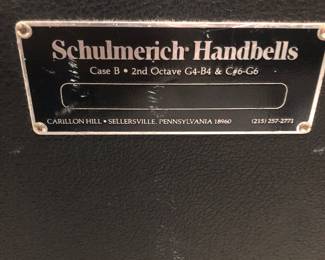 Schulmerich® Handbells
Case B • 2nd Octave G4-B4 & C#6-G6
CARILLON HILL • SELLERSVILLE, PENNSYLVANIA 18960 (215) 257-2771